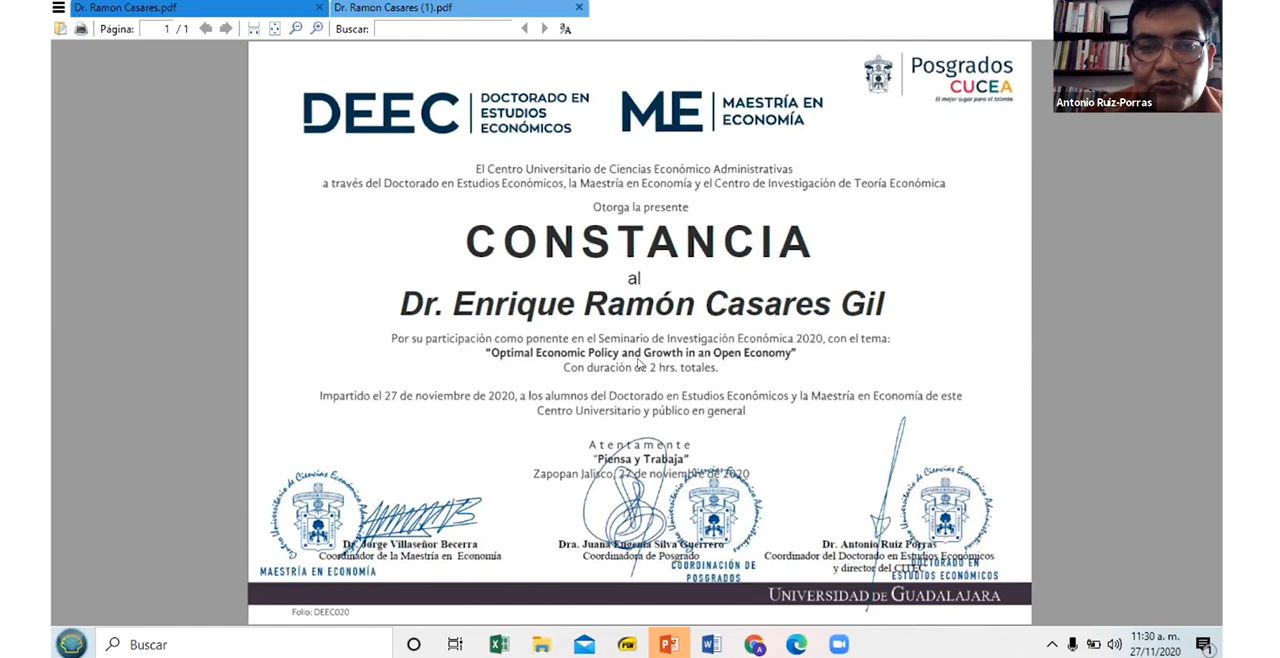 Dr. Ramon Casares.pdf
Dr. Ramon Casares (1).pdf
Página: 1 / 1 Buscar:
Antonio Ruiz-Porras
Posgrados
CUCEA
El mejor lugar para el talento
DEEC DOCTORADO EN
ESTUDIOS
ECONÓMICOS
ME MAESTRÍA EN
ECONOMÍA
El Centro Universitario de Ciencias Económico Administrativas
a través del Doctorado en Estudios Económicos, la Maestría en Economía y el Centro de Investigación de Teoría Económica
Otorga la presente
CONSTANCIA
al
Dr. Enrique Ramón Casares Gil
Por su participación como ponente en el Seminario de Investigación Económica 2020, con el tema:
“Optimal Economic Policy and Growth in an Open Economy”
Con duración de 2 hrs. totales.
Impartido el 27 de noviembre de 2020, a los alumnos del Doctorado en Estudios Económicos y la Maestría en Economía de este
Centro Universitario y público en general
Atentamente
“Piensa y Trabaja”
Zapopan Jalisco, 27 de noviembre de 2020
Dr. Jorge Villaseñor Becerra
Coordinador de la Maestría en Economía
MAESTRÍA EN ECONOMÍA
Dra. Juana Eugenia Silva Guerrero
Coordinadora de Posgrado
COORDINACIÓN DE
POSGRADOS
Dr. Antonio Ruiz Porras
Coordinador del Doctorado en Estudios Económicos
y director del CITEC
DOCTORADO EN
ESTUDIOS ECONÓMICOS
UNIVERSIDAD DE GUADALAJARA
Folio: DEEC020
Buscar
11:30 a. m.
27/11/2020